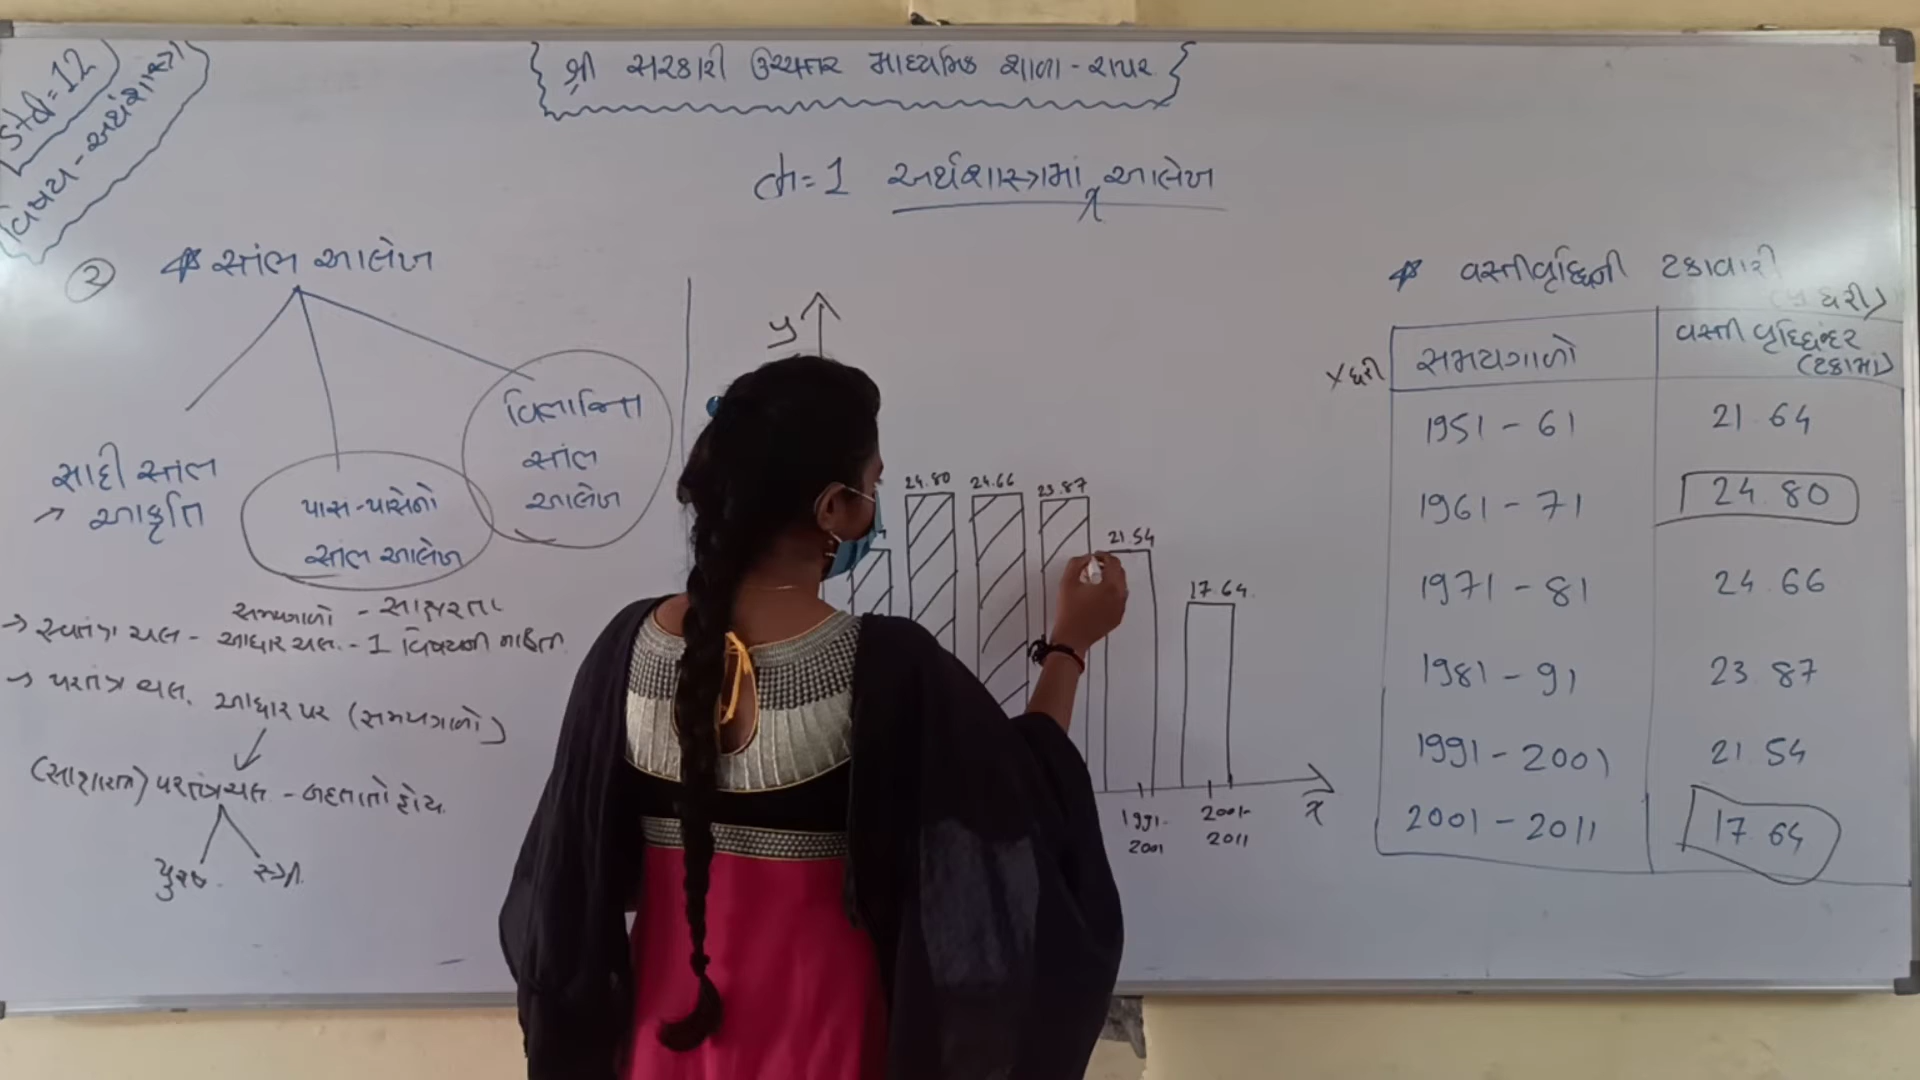 Std=12
વિષય - અર્થશાસ્ત્ર
શ્રી સરકારી ઉચ્ચતર માધ્યમિક શાળા - રાપર
ch=1 અર્થશાસ્ત્રમાં આલેખ
x
૨ સ્તંભ આલેખ
સાદી સ્તંભ
→ આકૃતિ
પાસ-પાસેનો
સ્તંભ આલેખ
વિભાજિત
સ્તંભ
આલેખ
સમયગાળો - સાક્ષરતા
→ સ્વતંત્ર ચલ - આધાર ચલ - 1 વિષયની માહિતી
→ પરતંત્ર ચલ. આધાર પર (સમયગાળો)
પરતંત્રચલ - બદલાતો હોય
પુરુષ સ્ત્રી
y
24.80 24.66 23.87
21.54
17.64
1991-
2001
2001-
2011
x
વસ્તીવૃદ્ધિની ટકાવારી
ધરી)
X ધરી સમયગાળો વસ્તી વૃદ્ધિદર
(ટકામાં)
1951 - 61 21.64
1961 - 71 24.80
1971 - 81 24.66
1981 - 91 23.87
1991 - 2001 21.54
2001 - 2011 17.64